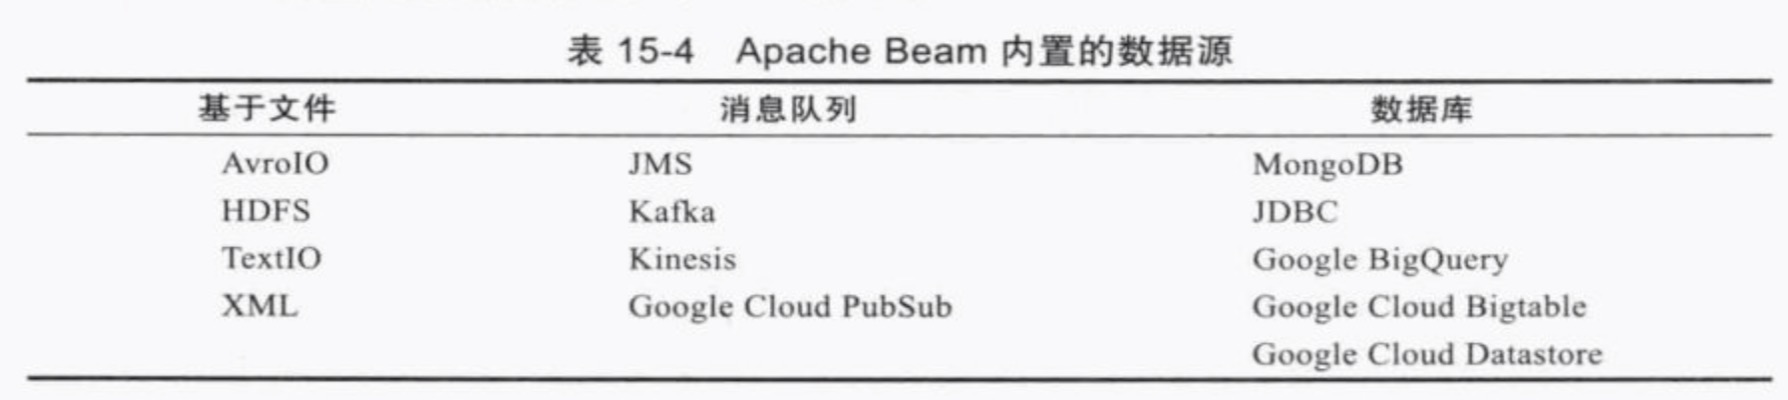 表 15-4 Apache Beam 内置的数据源
基于文件 消息队列 数据库
AvroIO JMS MongoDB
HDFS Kafka JDBC
TextIO Kinesis Google BigQuery
XML Google Cloud PubSub Google Cloud Bigtable
Google Cloud Datastore